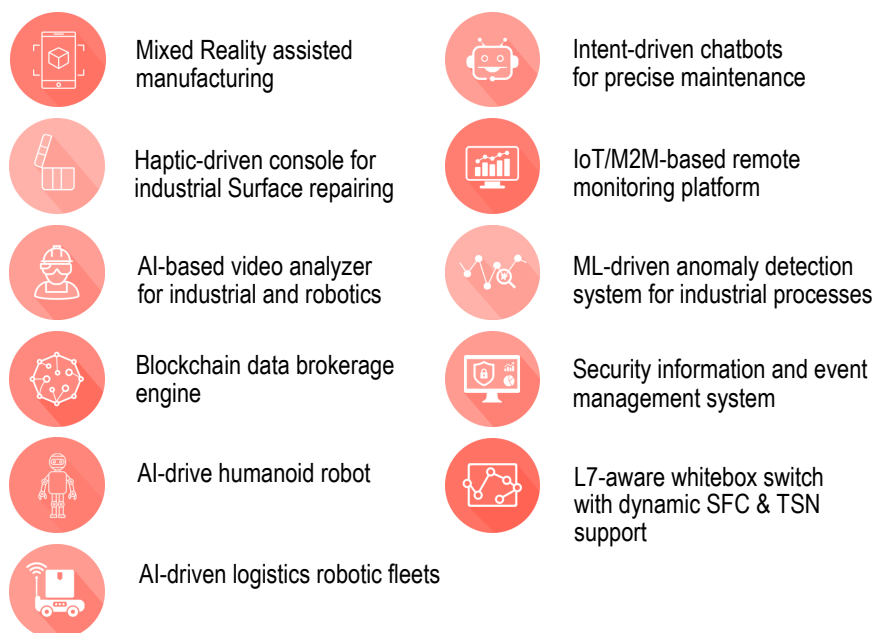 Mixed Reality assisted
manufacturing
Haptic-driven console for
industrial Surface repairing
AI-based video analyzer
for industrial and robotics
Blockchain data brokerage
engine
AI-drive humanoid robot
AI-driven logistics robotic fleets
Intent-driven chatbots
for precise maintenance
IoT/M2M-based remote
monitoring platform
ML-driven anomaly detection
system for industrial processes
Security information and event
management system
L7-aware whitebox switch
with dynamic SFC & TSN
support